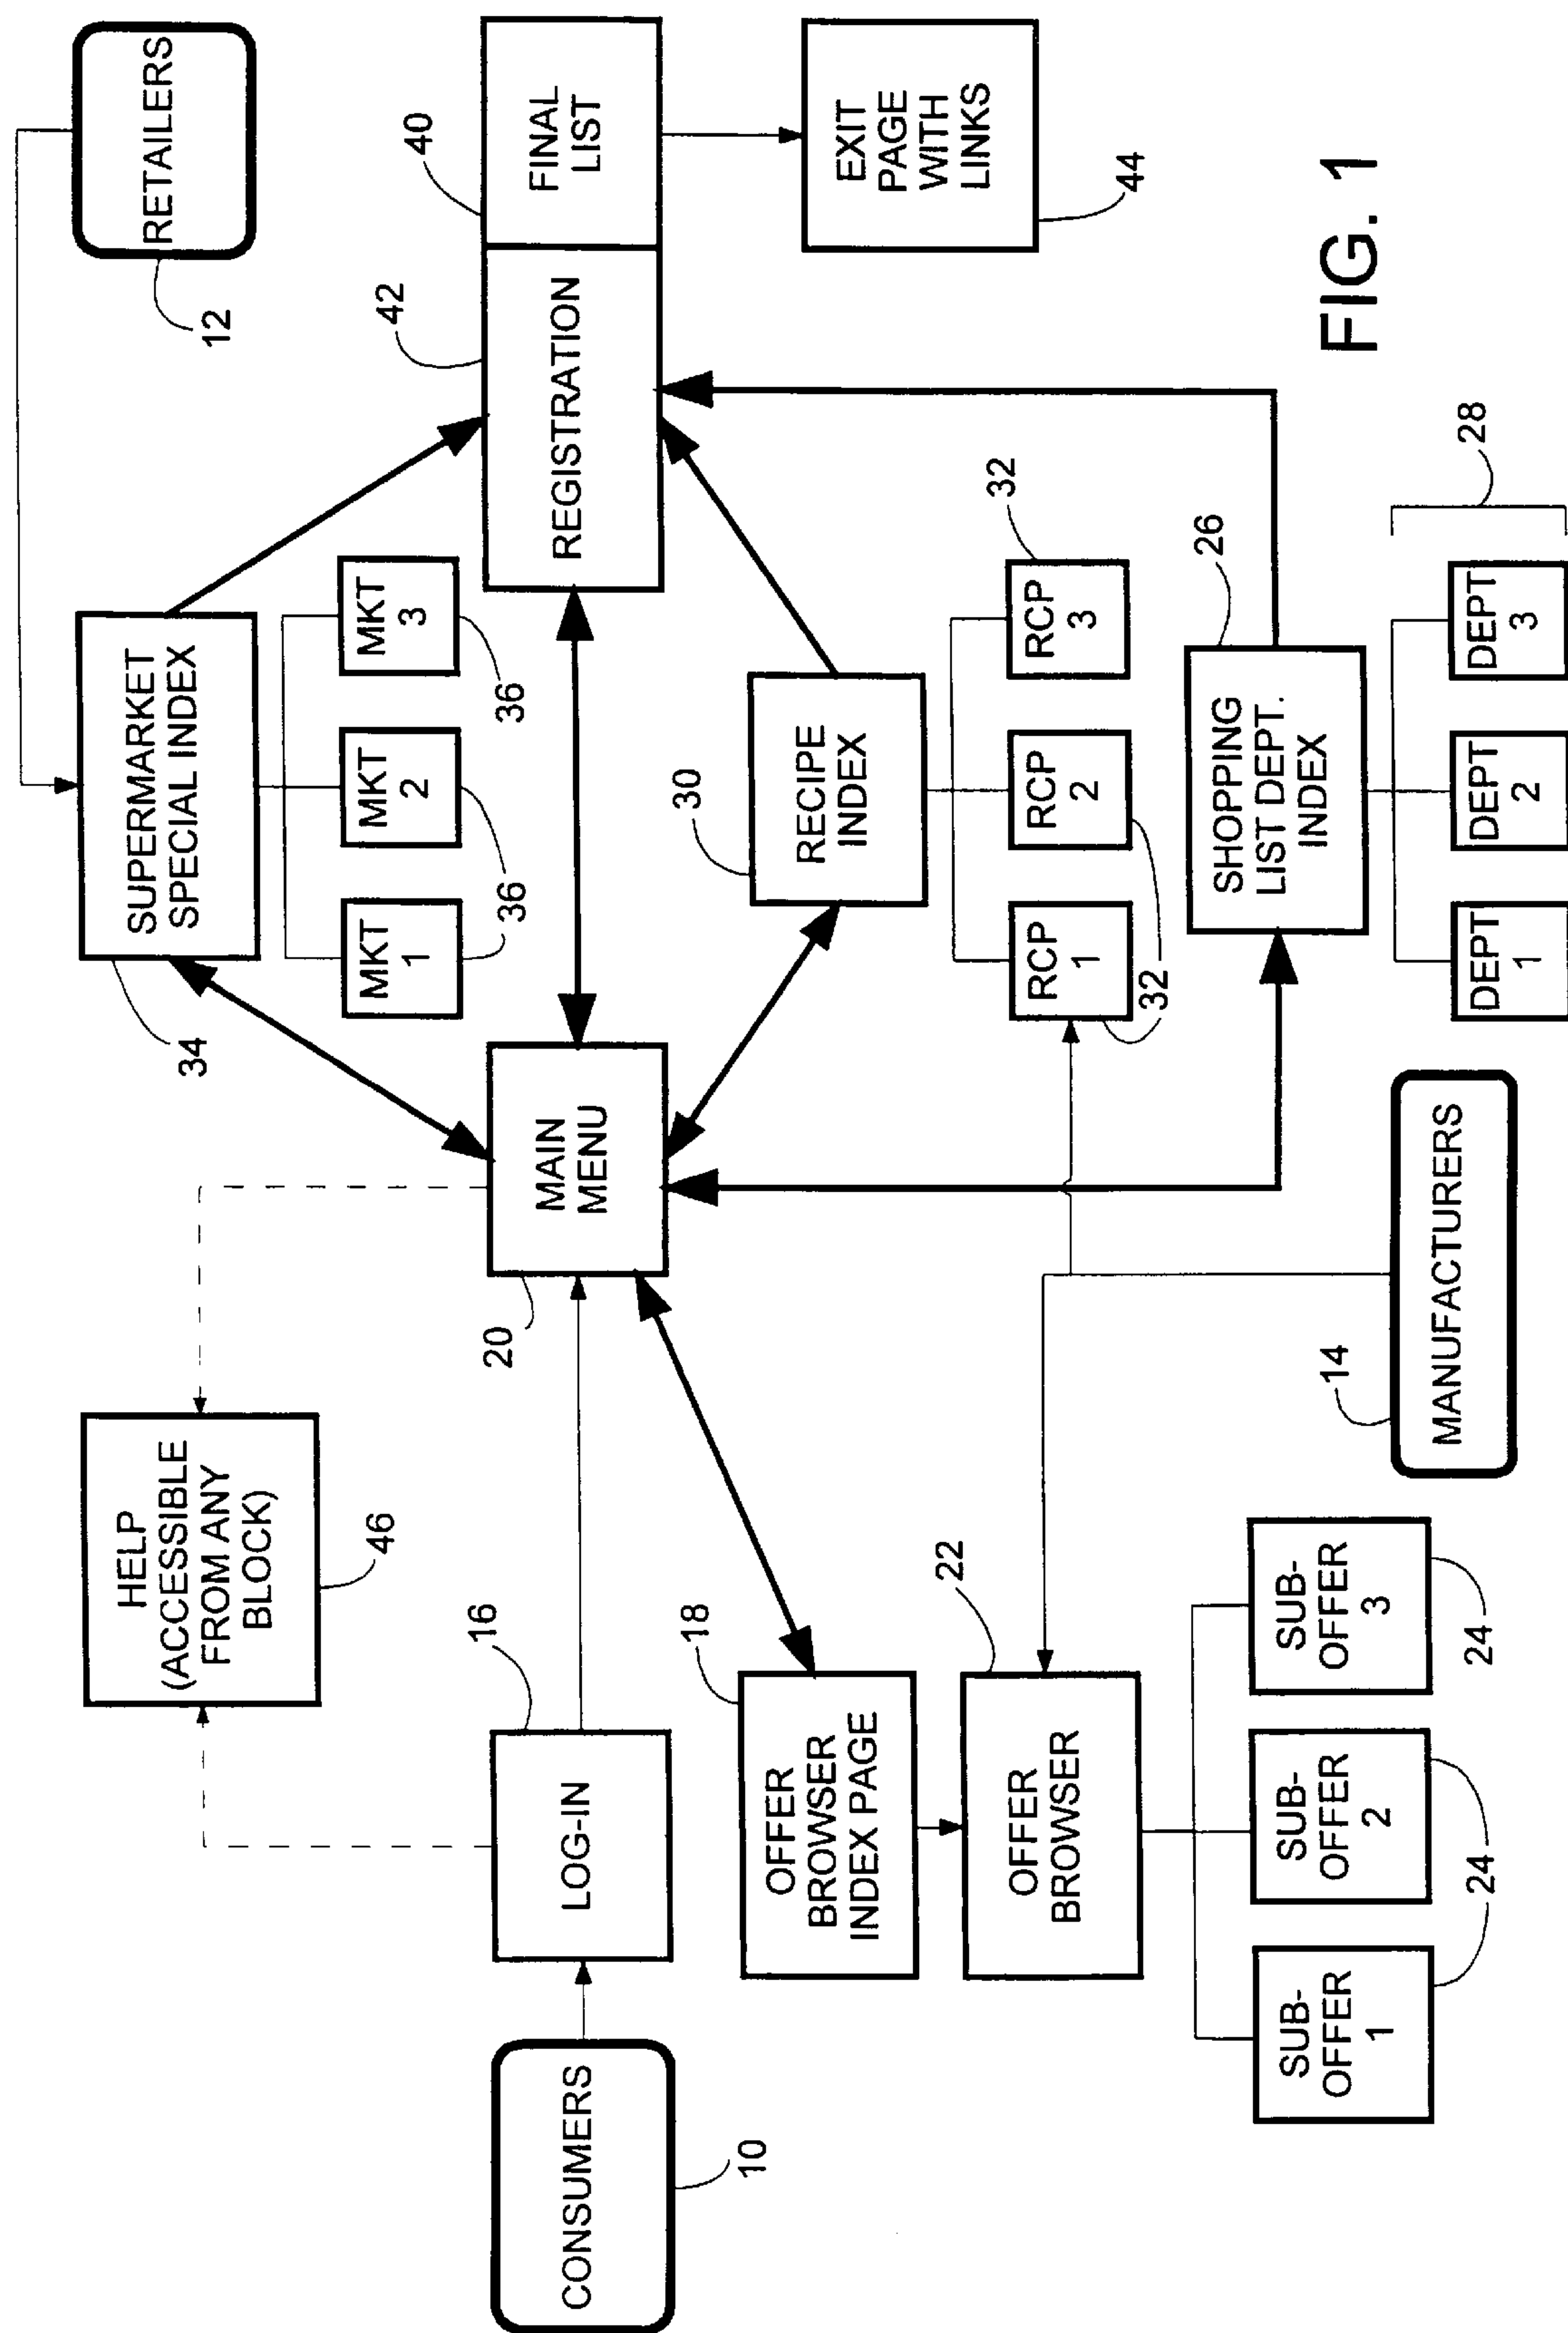 RETAILERS
12
HELP
(ACCESSIBLE
FROM ANY
BLOCK)
46
34
SUPERMARKET
SPECIAL INDEX
MKT
1
MKT
2
MKT
3
36
36
36
CONSUMERS
10
LOG-IN
16
MAIN
MENU
20
REGISTRATION
42
FINAL
LIST
40
EXIT
PAGE
WITH
LINKS
44
OFFER
BROWSER
INDEX PAGE
18
OFFER
BROWSER
22
SUB-
OFFER
1
SUB-
OFFER
2
SUB-
OFFER
3
24
24
RECIPE
INDEX
30
RCP
1
RCP
2
RCP
3
32
32
SHOPPING
LIST DEPT.
INDEX
26
DEPT
1
DEPT
2
DEPT
3
28
MANUFACTURERS
14
FIG. 1